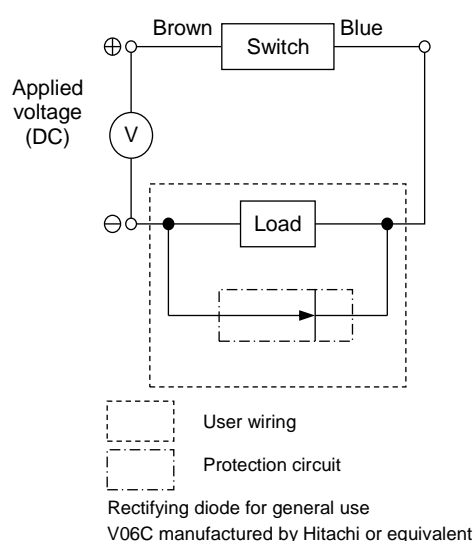 Brown
Switch
Blue
⊕
Applied
voltage
(DC)
V
⊖
Load
User wiring
Protection circuit
Rectifying diode for general use
V06C manufactured by Hitachi or equivalent